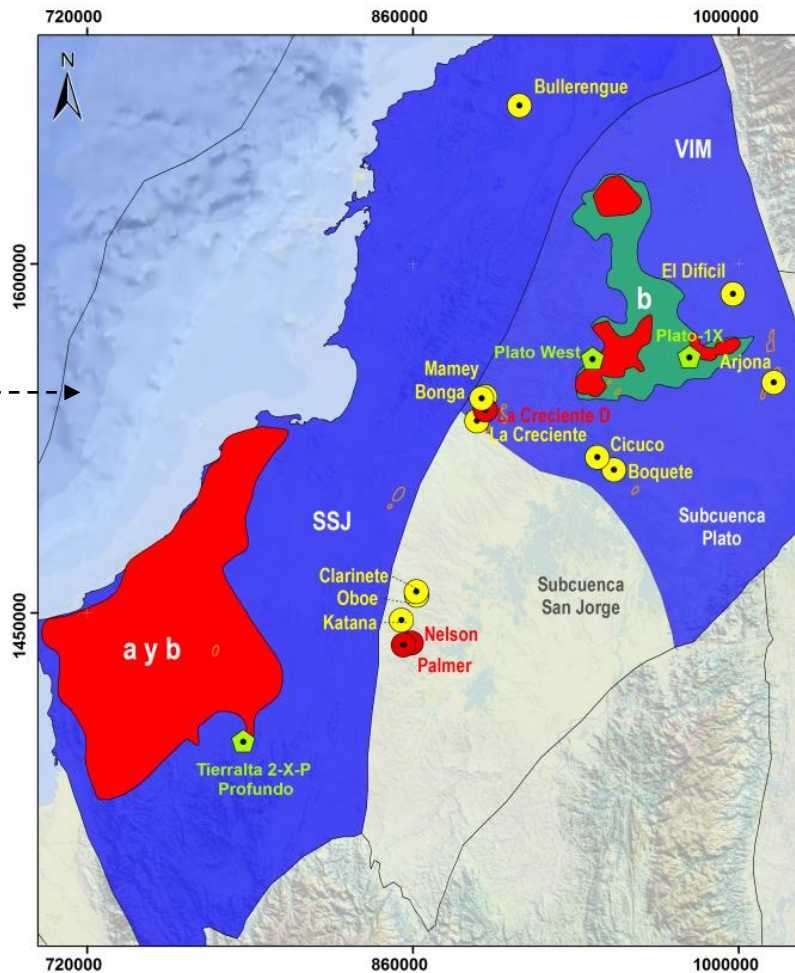 720000
860000
1000000
N
Bullerengue
VIM
1600000
El Difícil
b
Plato-1X
Plato West
Arjona
Mamey
Bonga
La Creciente D
La Creciente
Cicuco
Boquete
SSJ
Subcuenca
Plato
Clarinete
Oboe
Katana
Subcuenca
San Jorge
1450000
Nelson
Palmer
a y b
Tierralta 2-X-P
Profundo
720000
860000
1000000